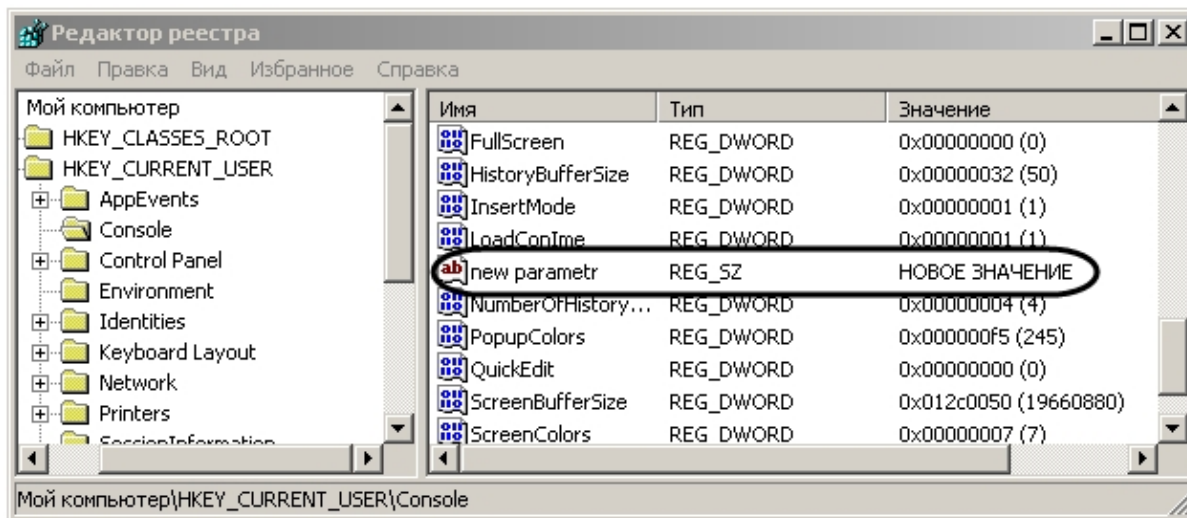 Редактор реестра
Файл Правка Вид Избранное Справка
Мой компьютер
HKEY_CLASSES_ROOT
HKEY_CURRENT_USER
AppEvents
Console
Control Panel
Environment
Identities
Keyboard Layout
Network
Printers
SessionInformation
Имя Тип Значение
FullScreen REG_DWORD 0x00000000 (0)
HistoryBufferSize REG_DWORD 0x00000032 (50)
InsertMode REG_DWORD 0x00000001 (1)
LoadConIme REG_DWORD 0x00000001 (1)
new parametr REG_SZ НОВОЕ ЗНАЧЕНИЕ
NumberOfHistory... REG_DWORD 0x00000004 (4)
PopupColors REG_DWORD 0x000000f5 (245)
QuickEdit REG_DWORD 0x00000000 (0)
ScreenBufferSize REG_DWORD 0x012c0050 (19660880)
ScreenColors REG_DWORD 0x00000007 (7)
Мой компьютер\HKEY_CURRENT_USER\Console